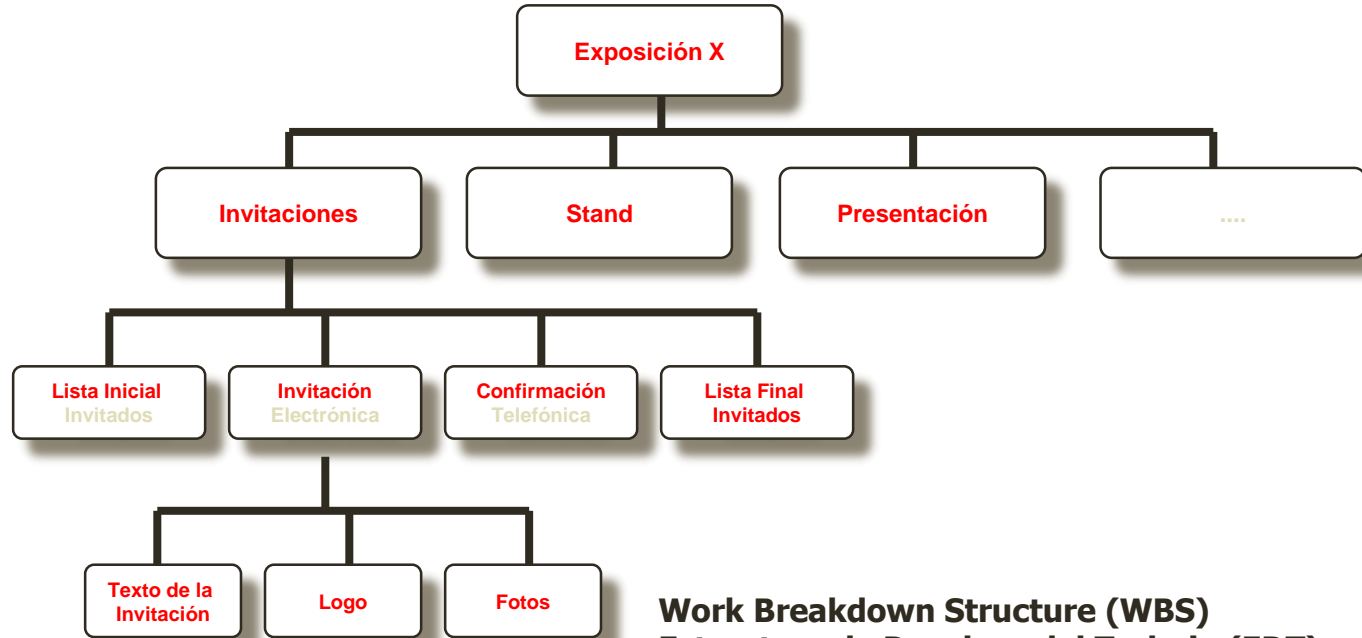 Exposición X
Invitaciones
Stand
Presentación
....
Lista Inicial
Invitados
Invitación
Electrónica
Confirmación
Telefónica
Lista Final
Invitados
Texto de la
Invitación
Logo
Fotos
Work Breakdown Structure (WBS)